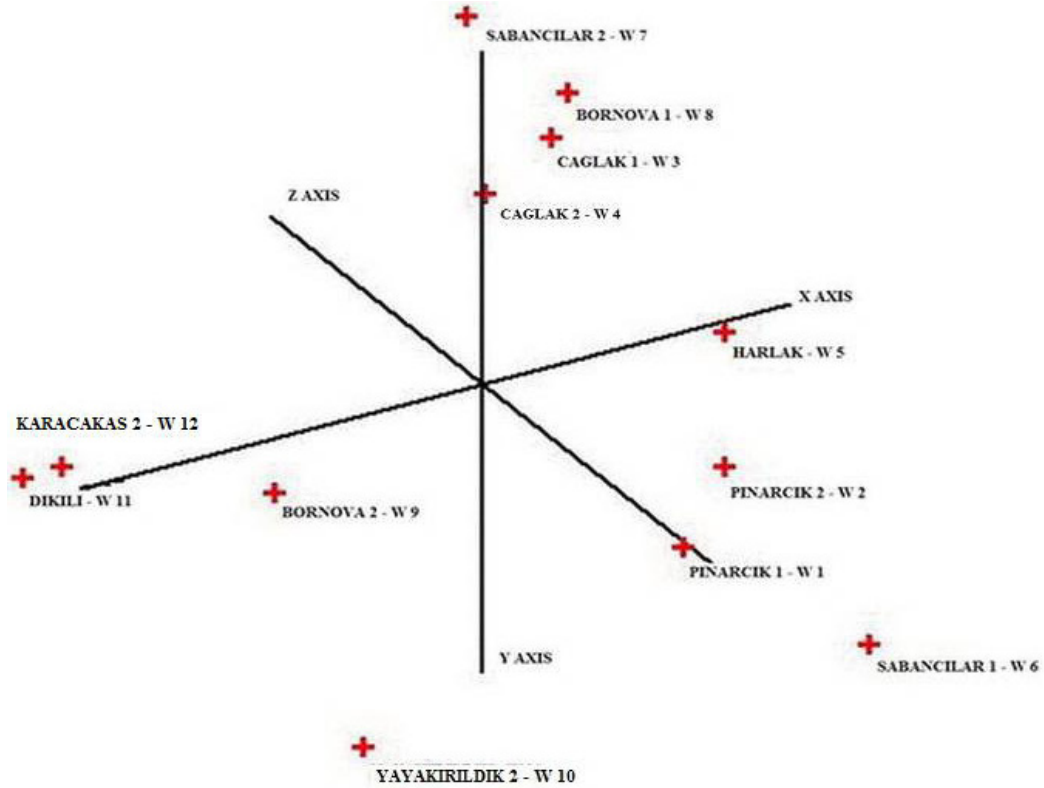 SABANCILAR 2 - W 7
BORNOVA 1 - W 8
CAGLAK 1 - W 3
Z AXIS
CAGLAK 2 - W 4
X AXIS
HARLAK - W 5
KARACAKAS 2 - W 12
DIKILI - W 11
BORNOVA 2 - W 9
PINARCIK 2 - W 2
PINARCIK 1 - W 1
Y AXIS
SABANCILAR 1 - W 6
YAYAKIRILDIK 2 - W 10